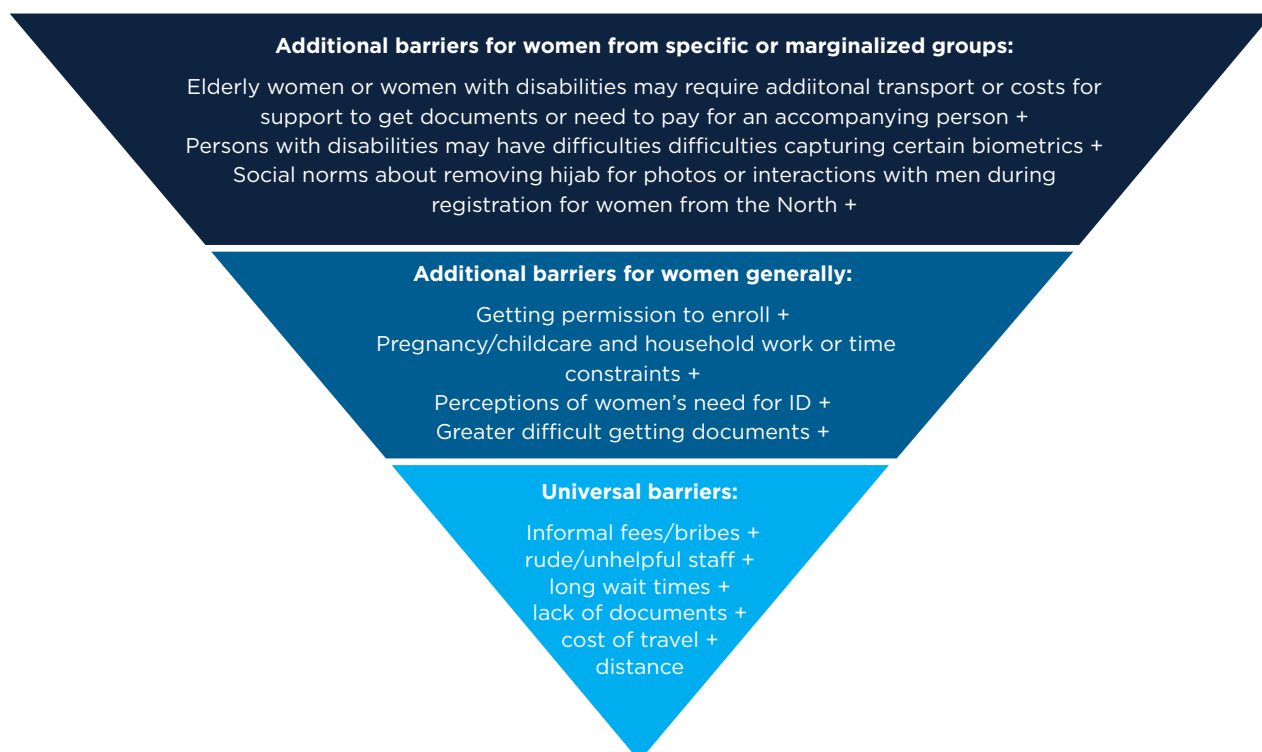 Additional barriers for women from specific or marginalized groups:
Elderly women or women with disabilities may require addiitonal transport or costs for
support to get documents or need to pay for an accompanying person +
Persons with disabilities may have difficulties difficulties capturing certain biometrics +
Social norms about removing hijab for photos or interactions with men during
registration for women from the North +
Additional barriers for women generally:
Getting permission to enroll +
Pregnancy/childcare and household work or time
constraints +
Perceptions of women’s need for ID +
Greater difficult getting documents +
Universal barriers:
Informal fees/bribes +
rude/unhelpful staff +
long wait times +
lack of documents +
cost of travel +
distance